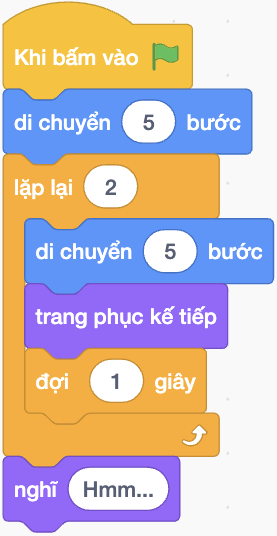 Khi bấm vào
di chuyển 5 bước
lặp lại 2
di chuyển 5 bước
trang phục kế tiếp
đợi 1 giây
nghĩ Hmm...